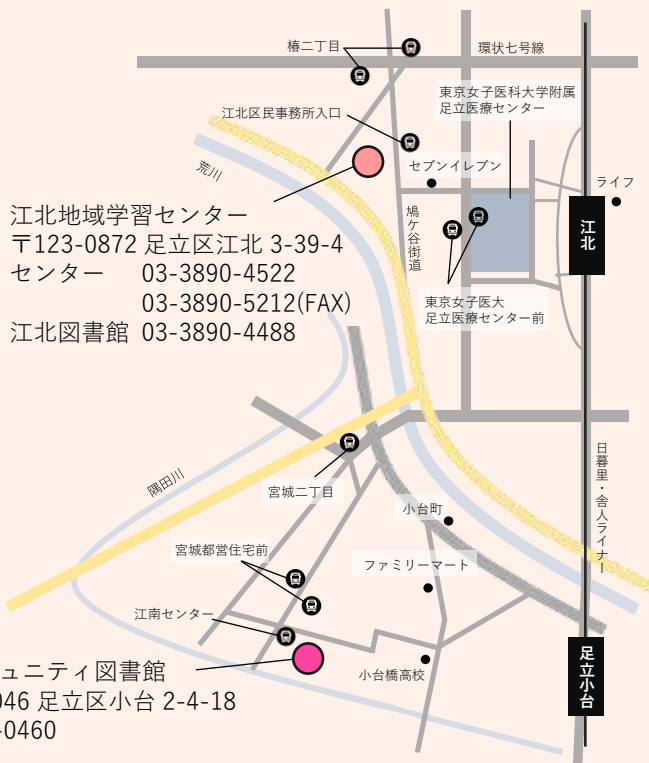 椿二丁目
環状七号線
東京女子医科大学附属
足立医療センター
江北区民事務所入口
セブンイレブン
荒川
ライフ
江北地域学習センター
〒123-0872 足立区江北 3-39-4
センター 03-3890-4522
03-3890-5212(FAX)
江北図書館 03-3890-4488
鳩ケ谷街道
江北
東京女子医大
足立医療センター前
日暮里・舎人ライナー
隅田川
宮城二丁目
小台町
宮城都営住宅前
ファミリーマート
江南センター
ュニティ図書館
046 足立区小台 2-4-18
-0460
小台橋高校
足立小台